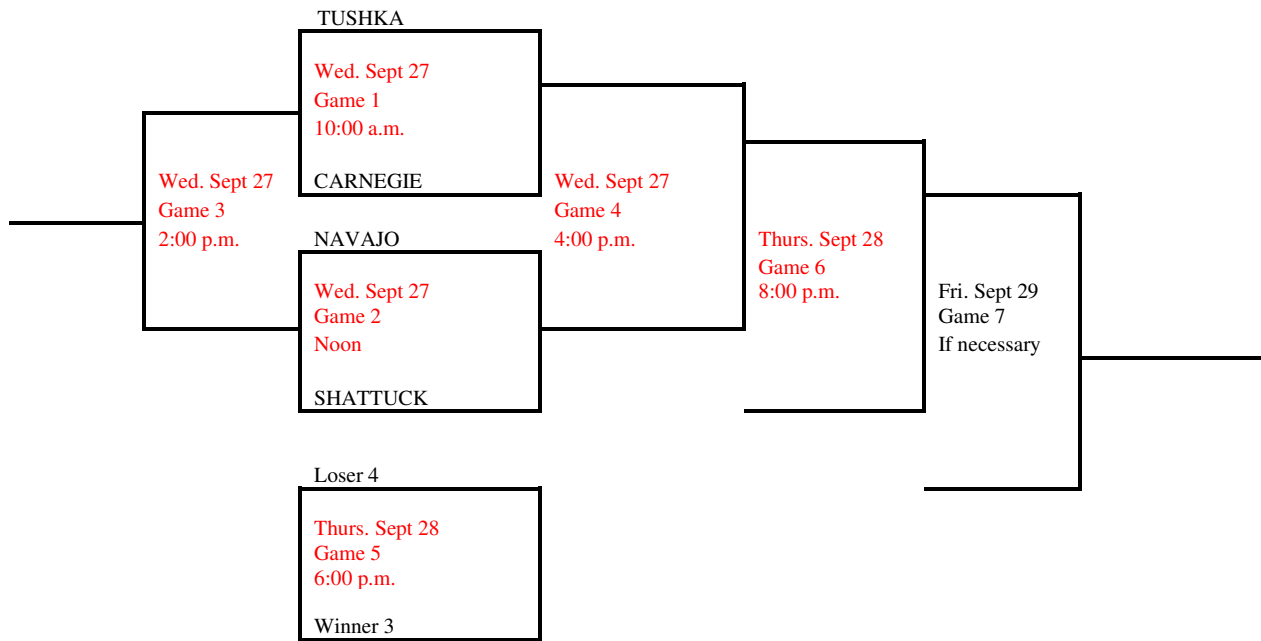 TUSHKA
Wed. Sept 27
Game 1
10:00 a.m.
CARNEGIE
Wed. Sept 27
Game 3
2:00 p.m.
Wed. Sept 27
Game 4
4:00 p.m.
NAVAJO
Wed. Sept 27
Game 2
Noon
SHATTUCK
Thurs. Sept 28
Game 6
8:00 p.m.
Fri. Sept 29
Game 7
If necessary
Loser 4
Thurs. Sept 28
Game 5
6:00 p.m.
Winner 3